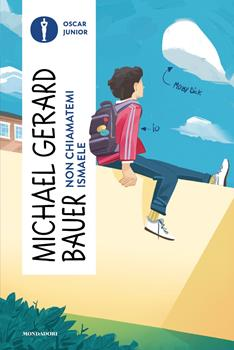 OSCAR
JUNIOR
Moby Dick
io
MICHAEL GERARD
BAUER
NON CHIAMATEMI
ISMAELE
MONDADORI